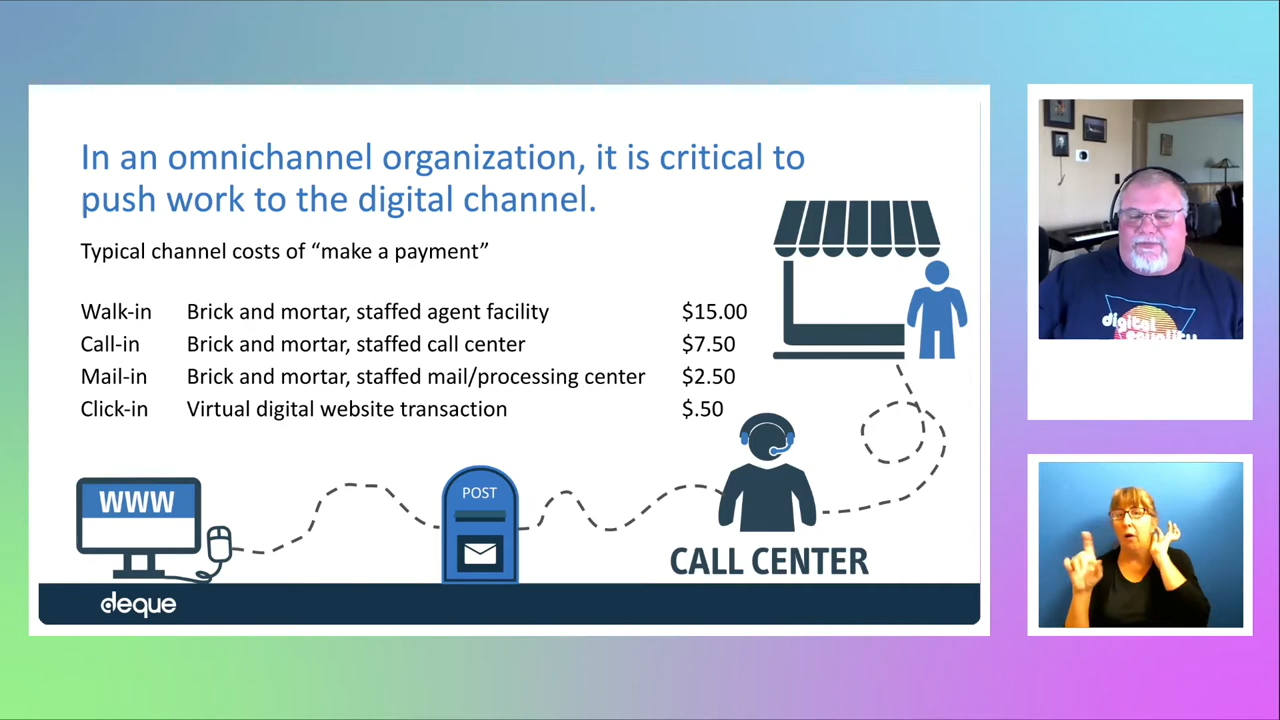 In an omnichannel organization, it is critical to
push work to the digital channel.
Typical channel costs of “make a payment”
Walk-in Brick and mortar, staffed agent facility $15.00
Call-in Brick and mortar, staffed call center $7.50
Mail-in Brick and mortar, staffed mail/processing center $2.50
Click-in Virtual digital website transaction $.50
WWW
POST
CALL CENTER
deque
digital
equality